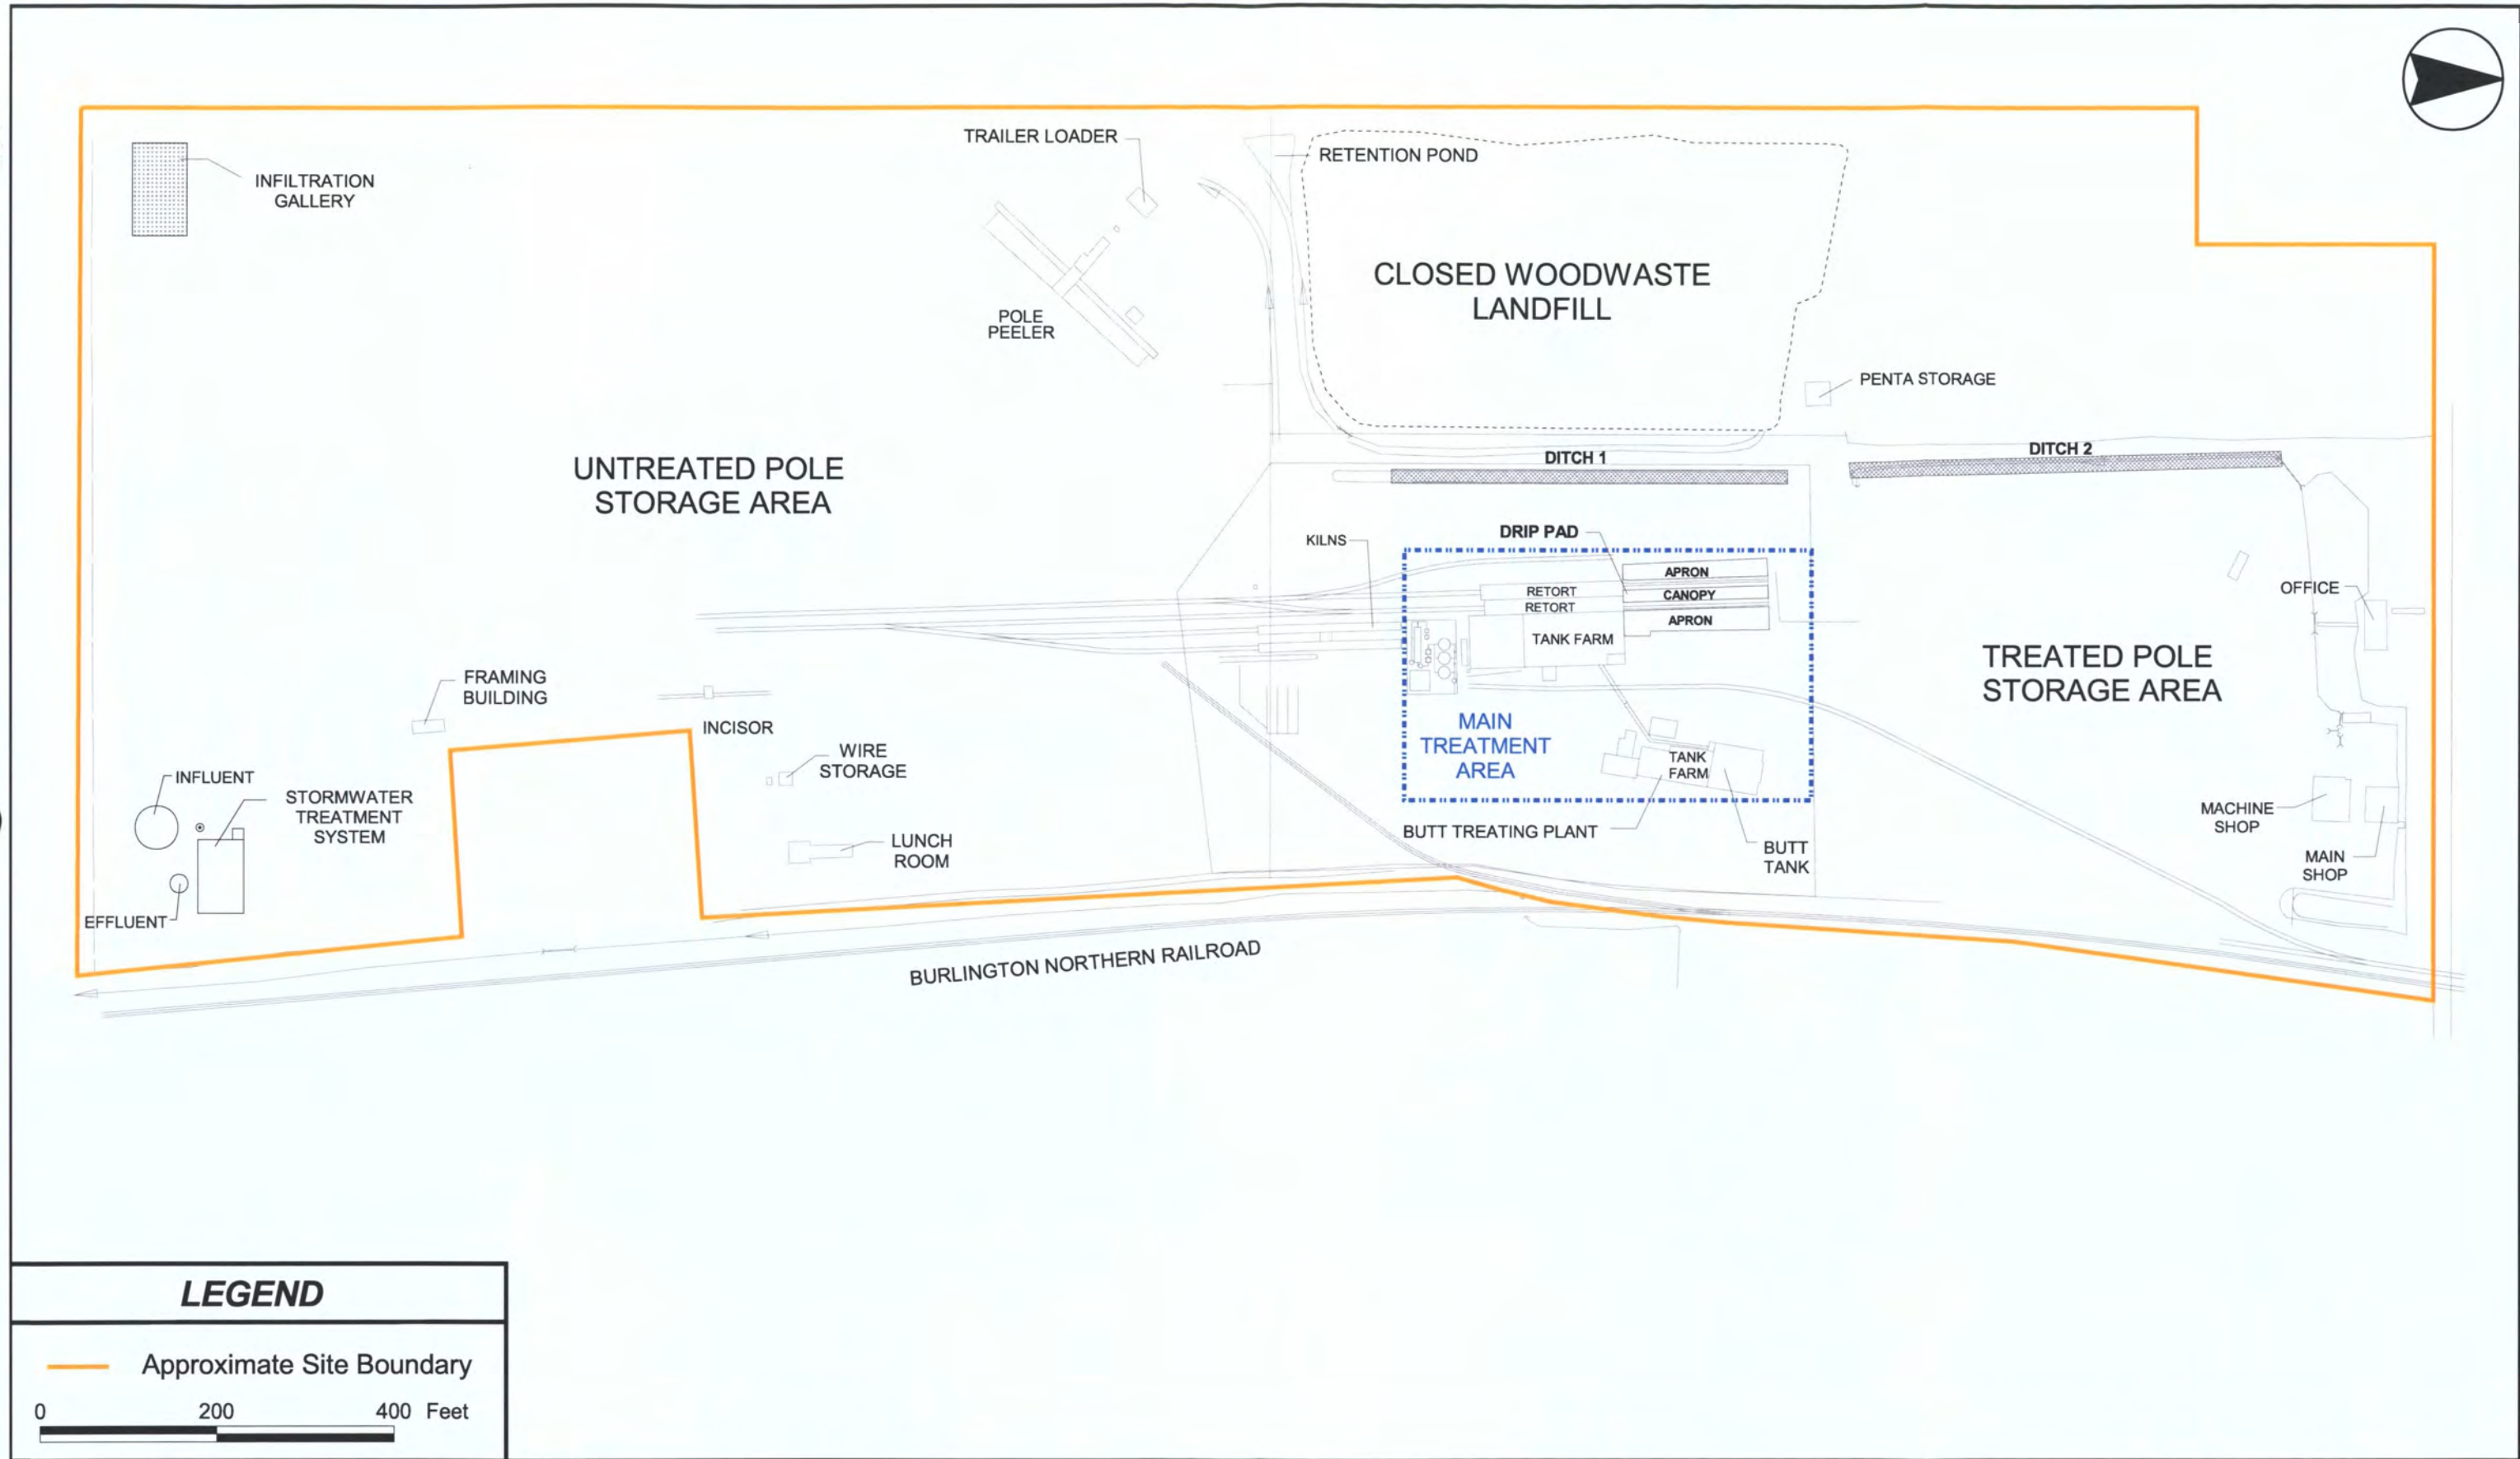 TRAILER LOADER
RETENTION POND
INFILTRATION
GALLERY
CLOSED WOODWASTE
LANDFILL
POLE
PEELER
PENTA STORAGE
UNTREATED POLE
STORAGE AREA
DITCH 1
DITCH 2
KILNS
DRIP PAD
APRON
RETORT
CANOPY
RETORT
APRON
TANK FARM
OFFICE
TREATED POLE
STORAGE AREA
FRAMING
BUILDING
INCISOR
WIRE
STORAGE
MAIN
TREATMENT
AREA
TANK
FARM
INFLUENT
STORMWATER
TREATMENT
SYSTEM
MACHINE
SHOP
BUTT TREATING PLANT
LUNCH
ROOM
BUTT
TANK
MAIN
SHOP
EFFLUENT
BURLINGTON NORTHERN RAILROAD
LEGEND
Approximate Site Boundary
0 200 400 Feet